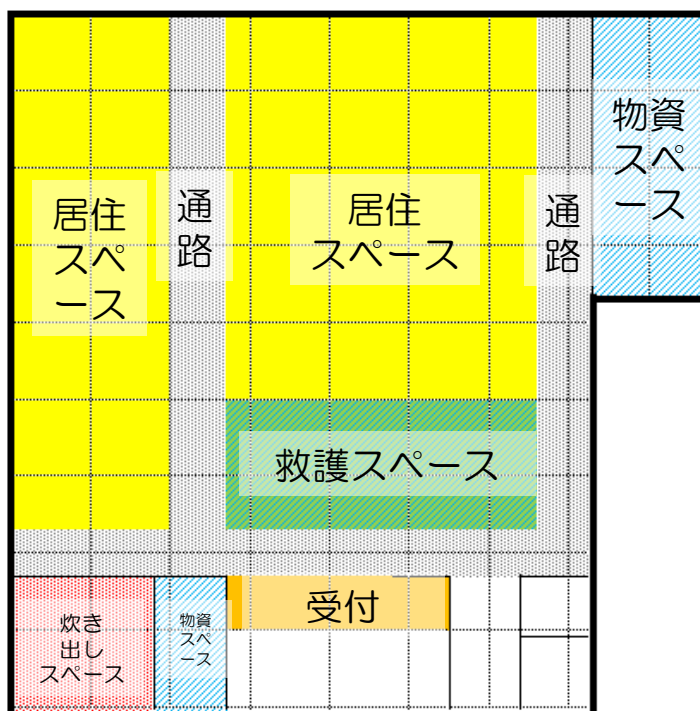 居住
スペ
ース
通
路
居住
スペース
通
路
物資
スペ
ース
救護スペース
炊き
出し
スペース
物資
スペ
ース
受付